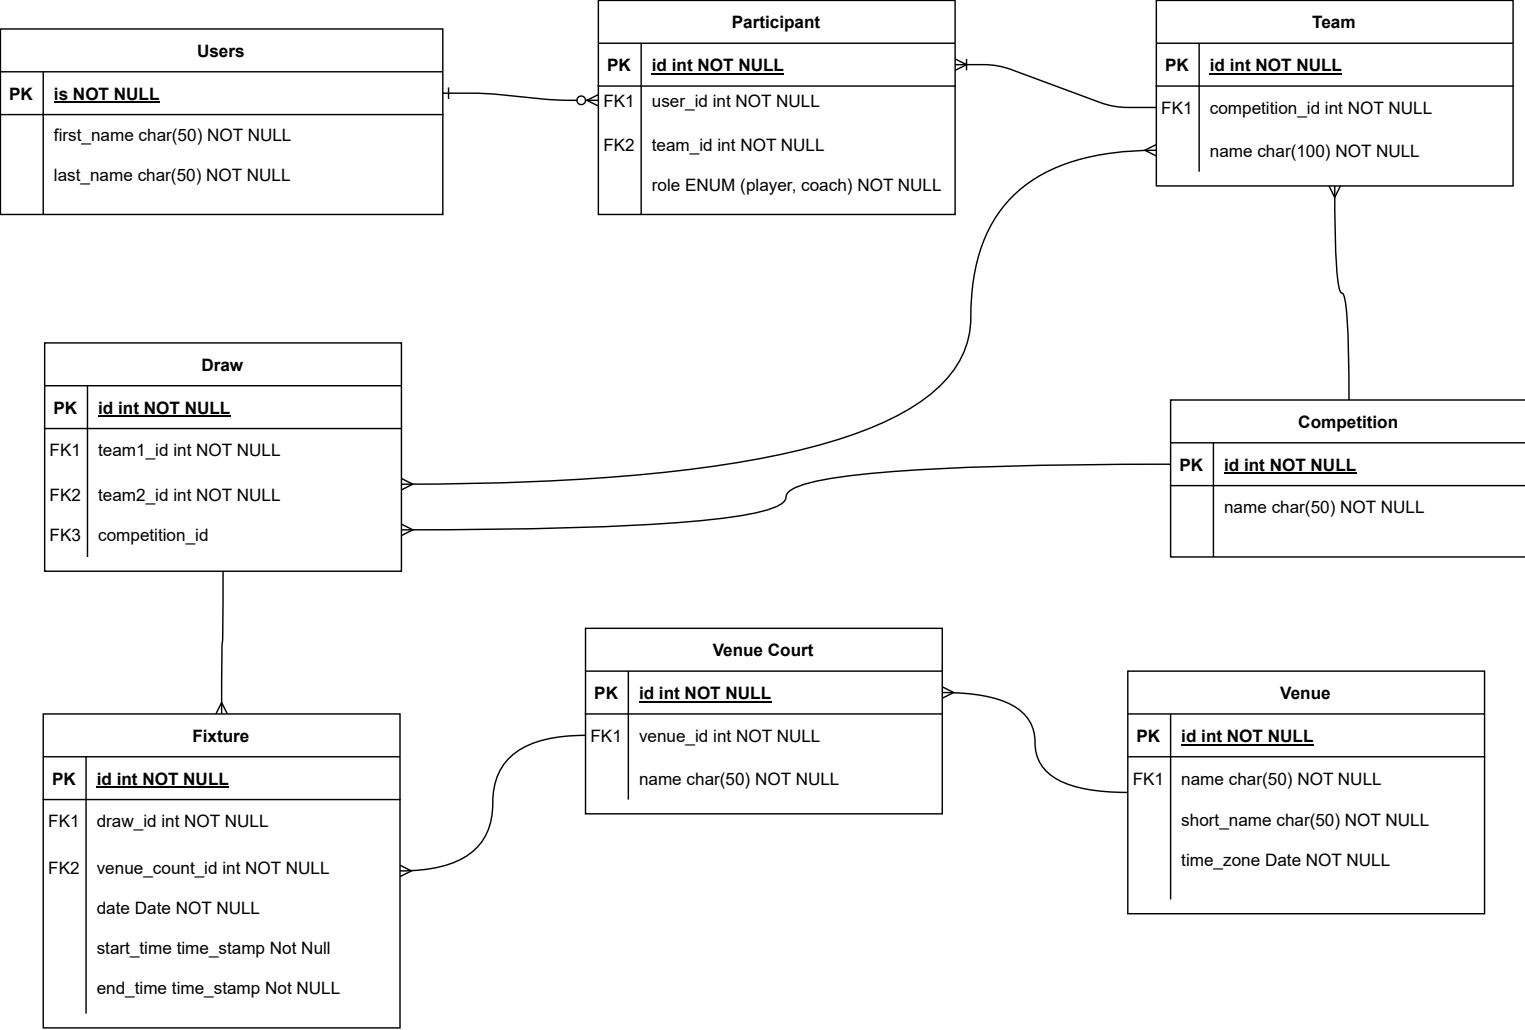 Users
PK is NOT NULL
first_name char(50) NOT NULL
last_name char(50) NOT NULL
Participant
PK id int NOT NULL
FK1 user_id int NOT NULL
FK2 team_id int NOT NULL
role ENUM (player, coach) NOT NULL
Team
PK id int NOT NULL
FK1 competition_id int NOT NULL
name char(100) NOT NULL
Draw
PK id int NOT NULL
FK1 team1_id int NOT NULL
FK2 team2_id int NOT NULL
FK3 competition_id
Competition
PK id int NOT NULL
name char(50) NOT NULL
Fixture
PK id int NOT NULL
FK1 draw_id int NOT NULL
FK2 venue_count_id int NOT NULL
date Date NOT NULL
start_time time_stamp Not Null
end_time time_stamp Not NULL
Venue Court
PK id int NOT NULL
FK1 venue_id int NOT NULL
name char(50) NOT NULL
Venue
PK id int NOT NULL
FK1 name char(50) NOT NULL
short_name char(50) NOT NULL
time_zone Date NOT NULL